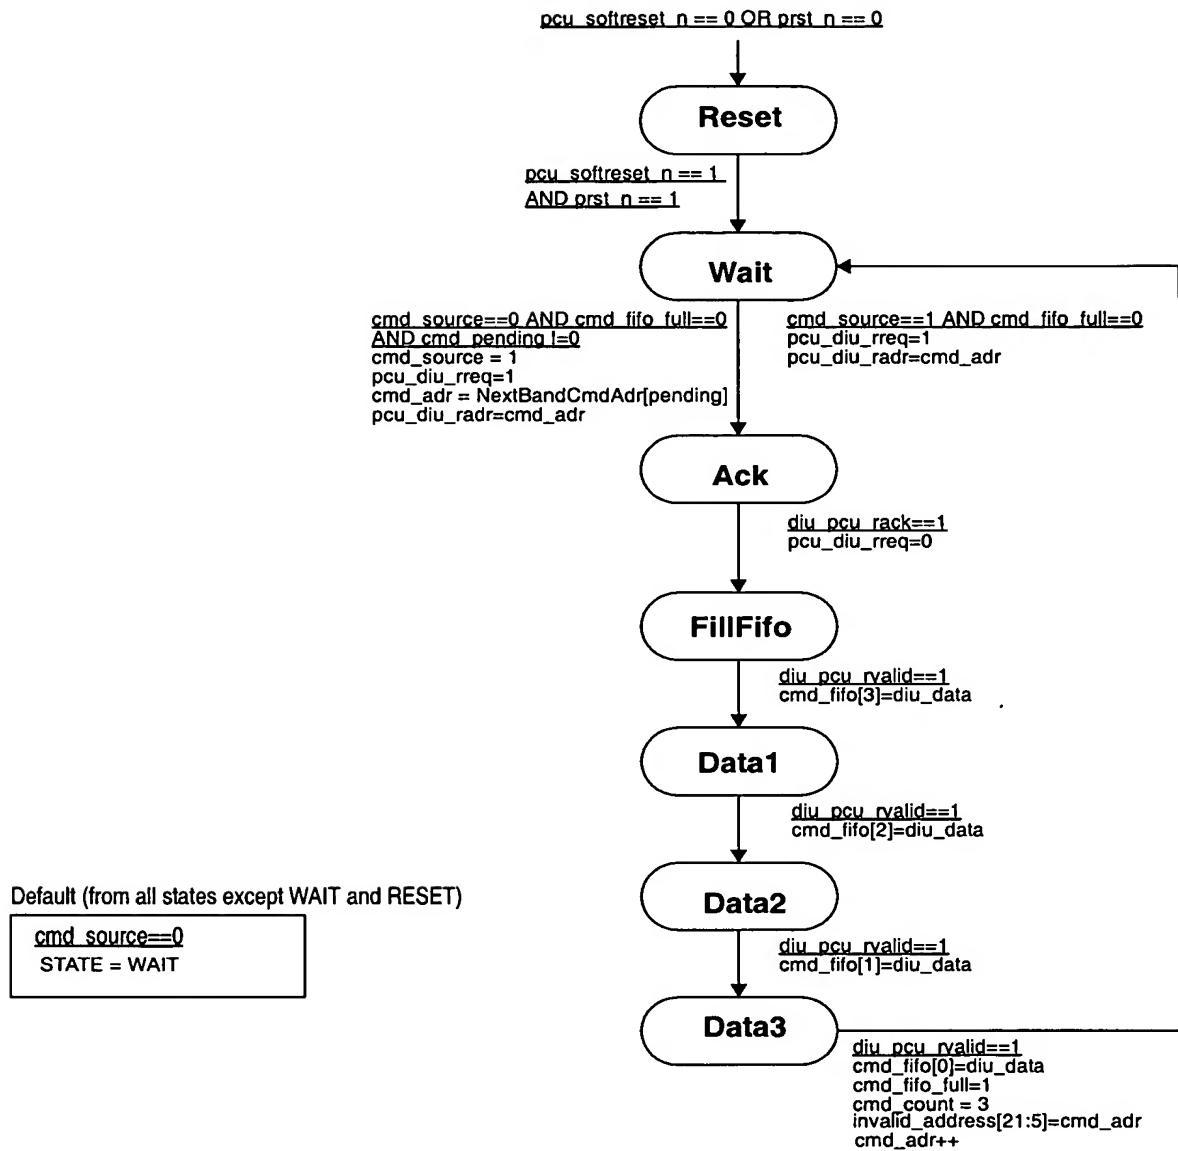 pcu_softreset_n == 0 OR prst_n == 0
Reset
pcu_softreset_n == 1
AND prst_n == 1
Wait
cmd_source==0 AND cmd_fifo_full==0
AND cmd_pending !=0
cmd_source = 1
pcu_diu_rreq=1
cmd_adr = NextBandCmdAdr[pending]
pcu_diu_radr=cmd_adr
cmd_source==1 AND cmd_fifo_full==0
pcu_diu_rreq=1
pcu_diu_radr=cmd_adr
Ack
diu_pcu_rack==1
pcu_diu_rreq=0
FillFifo
diu_pcu_rvalid==1
cmd_fifo[3]=diu_data
Data1
diu_pcu_rvalid==1
cmd_fifo[2]=diu_data
Data2
Default (from all states except WAIT and RESET)
cmd_source==0
STATE = WAIT
diu_pcu_rvalid==1
cmd_fifo[1]=diu_data
Data3
diu_pcu_rvalid==1
cmd_fifo[0]=diu_data
cmd_fifo_full=1
cmd_count = 3
invalid_address[21:5]=cmd_adr
cmd_adr++